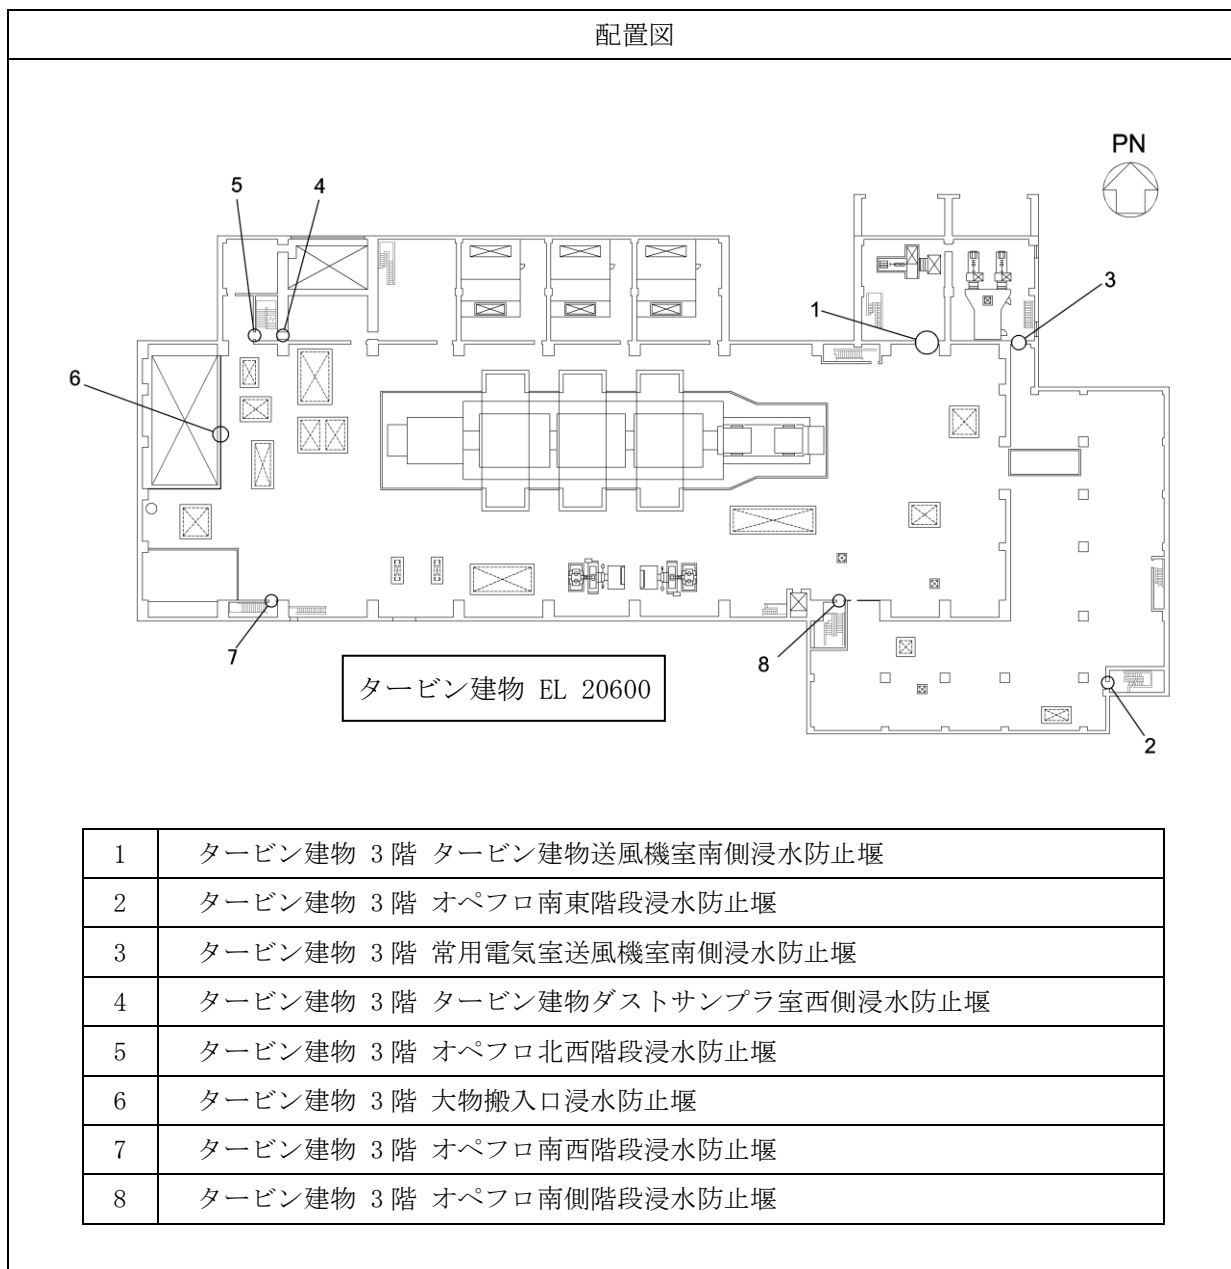 配置図
PN
5
4
3
1
6
7
8
タービン建物 EL 20600
2
1 タービン建物 3階 タービン建物送風機室南側浸水防止堰
2 タービン建物 3階 オペフロ南東階段浸水防止堰
3 タービン建物 3階 常用電気室送風機室南側浸水防止堰
4 タービン建物 3階 タービン建物ダストサンプラ室西側浸水防止堰
5 タービン建物 3階 オペフロ北西階段浸水防止堰
6 タービン建物 3階 大物搬入口浸水防止堰
7 タービン建物 3階 オペフロ南西階段浸水防止堰
8 タービン建物 3階 オペフロ南側階段浸水防止堰